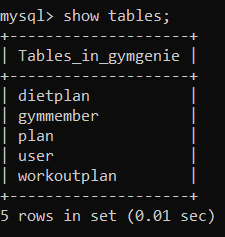 mysql> show tables;
+--------------------+
| Tables_in_gymgenie |
+--------------------+
| dietplan           |
| gymmember          |
| plan               |
| user               |
| workoutplan        |
+--------------------+
5 rows in set (0.01 sec)